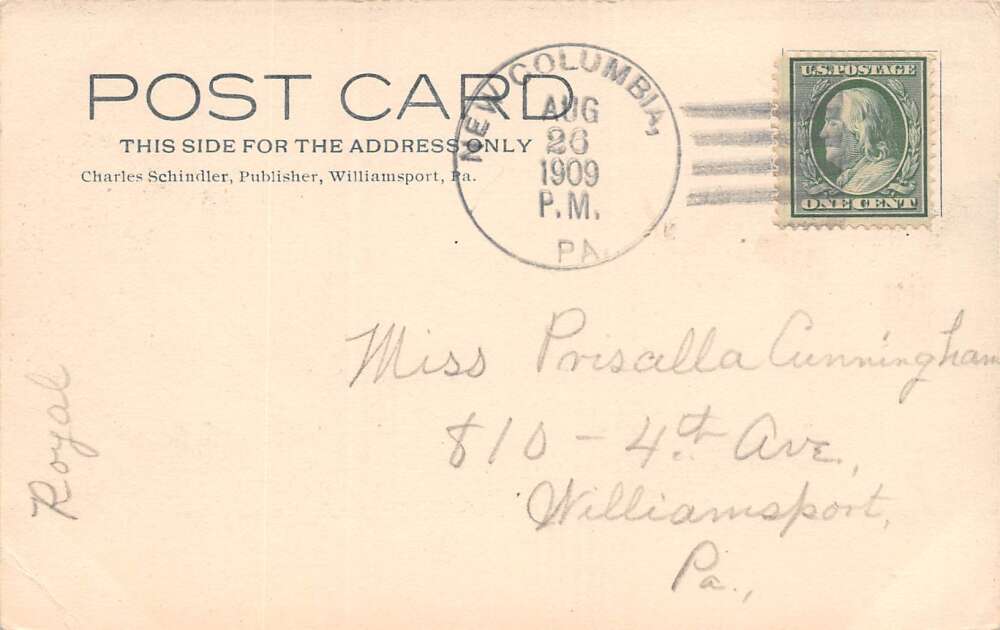 POST CARD
THIS SIDE FOR THE ADDRESS ONLY
Charles Schindler, Publisher, Williamsport, Pa.
NEW COLUMBIA,
AUG
26
1909
P.M.
PA.
U.S. POSTAGE
ONE CENT
Miss Priscalla Cunningham
810 - 4th Ave.,
Williamsport,
Pa.,
Royal